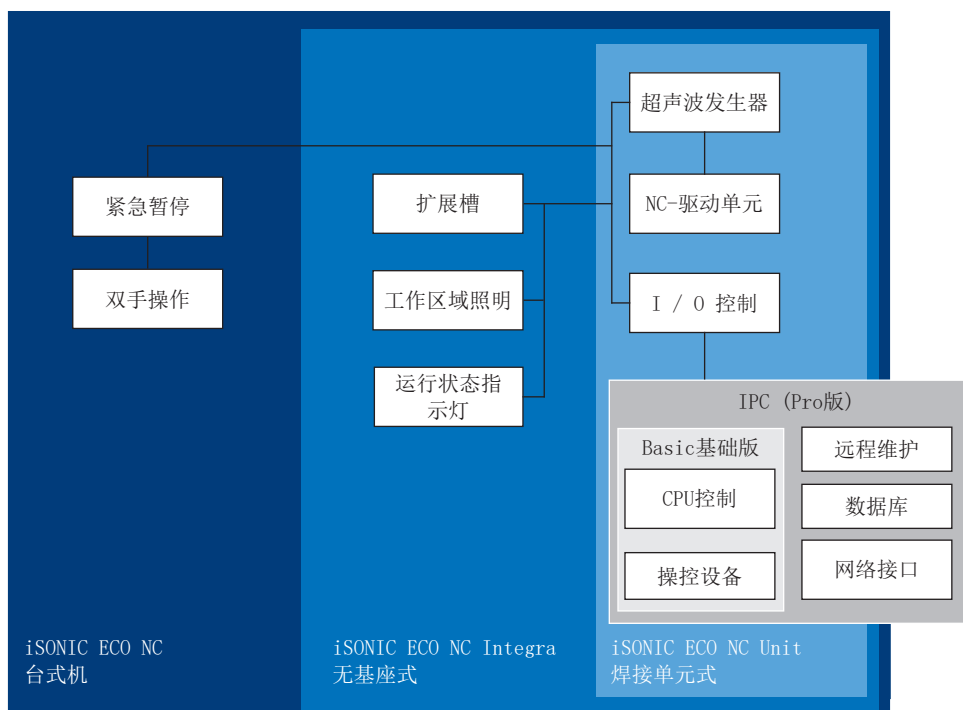 超声波发生器
紧急暂停
扩展槽
NC-驱动单元
双手操作
工作区域照明
I / O 控制
运行状态指
示灯
IPC (Pro版)
Basic基础版
远程维护
CPU控制
数据库
操控设备
网络接口
iSONIC ECO NC
台式机
iSONIC ECO NC Integra
无基座式
iSONIC ECO NC Unit
焊接单元式